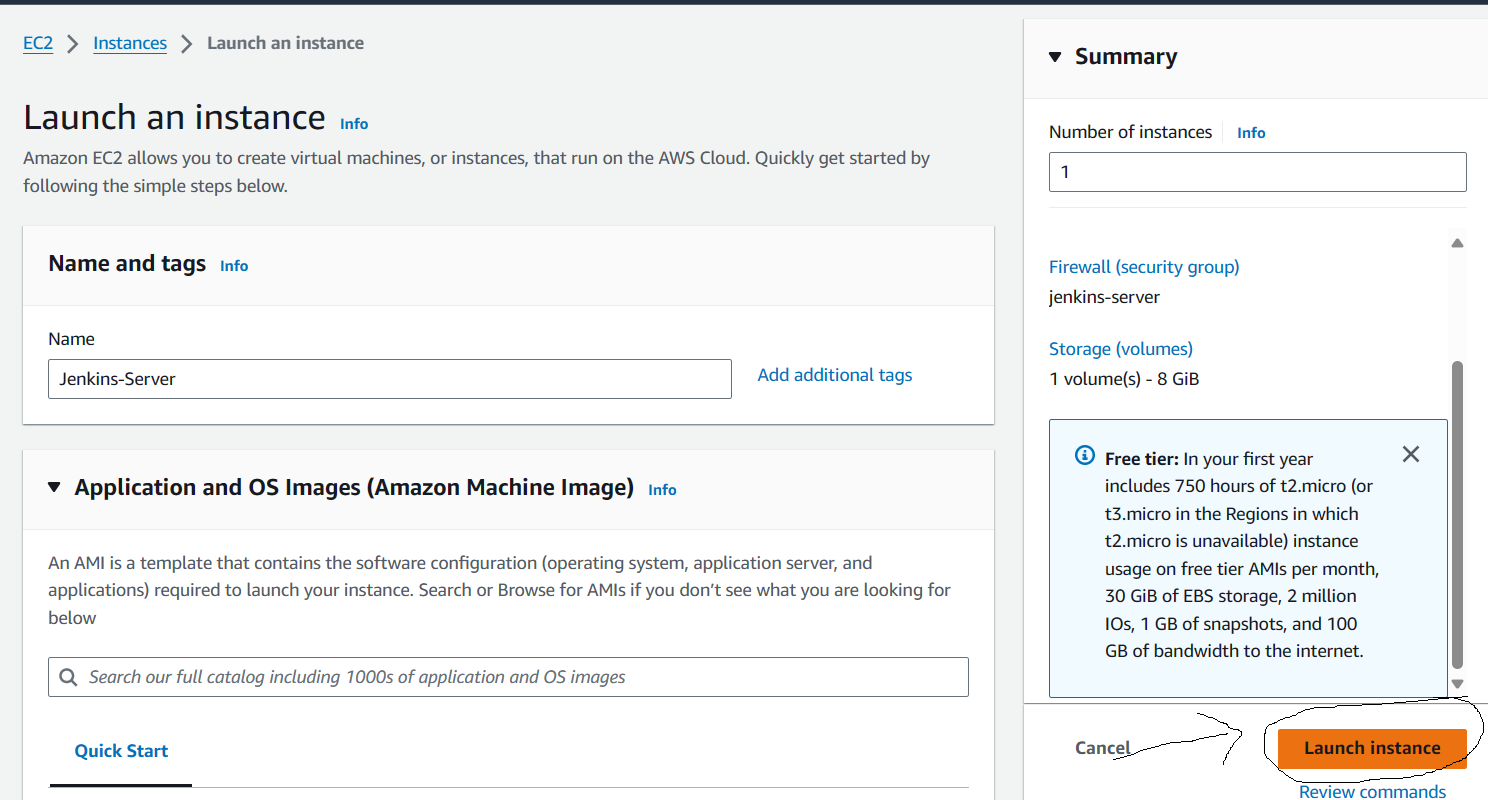 EC2 > Instances > Launch an instance
Launch an instance Info
Amazon EC2 allows you to create virtual machines, or instances, that run on the AWS Cloud. Quickly get started by
following the simple steps below.
Name and tags Info
Name
Jenkins-Server
Add additional tags
Application and OS Images (Amazon Machine Image) Info
An AMI is a template that contains the software configuration (operating system, application server, and
applications) required to launch your instance. Search or Browse for AMIs if you don’t see what you are looking for
below
Search our full catalog including 1000s of application and OS images
Quick Start
Summary
Number of instances Info
1
Firewall (security group)
jenkins-server
Storage (volumes)
1 volume(s) - 8 GiB
Free tier: In your first year
includes 750 hours of t2.micro (or
t3.micro in the Regions in which
t2.micro is unavailable) instance
usage on free tier AMIs per month,
30 GiB of EBS storage, 2 million
IOs, 1 GB of snapshots, and 100
GB of bandwidth to the internet.
Cancel
Launch instance
Review commands